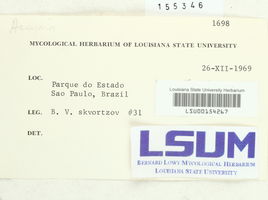 155346
1698
MYCOLOGICAL HERBARIUM OF LOUISIANA STATE UNIVERSITY
26-XII-1969
LOC.
Parque do Estado
Sao Paulo, Brazil
Louisiana State University Herbarium
LSU00154267
LEG. B. V. skvortzov #31
DET.
LSUM
BERNARD LOWY MYCOLOGICAL HERBARIUM
LOUISIANA STATE UNIVERSITY